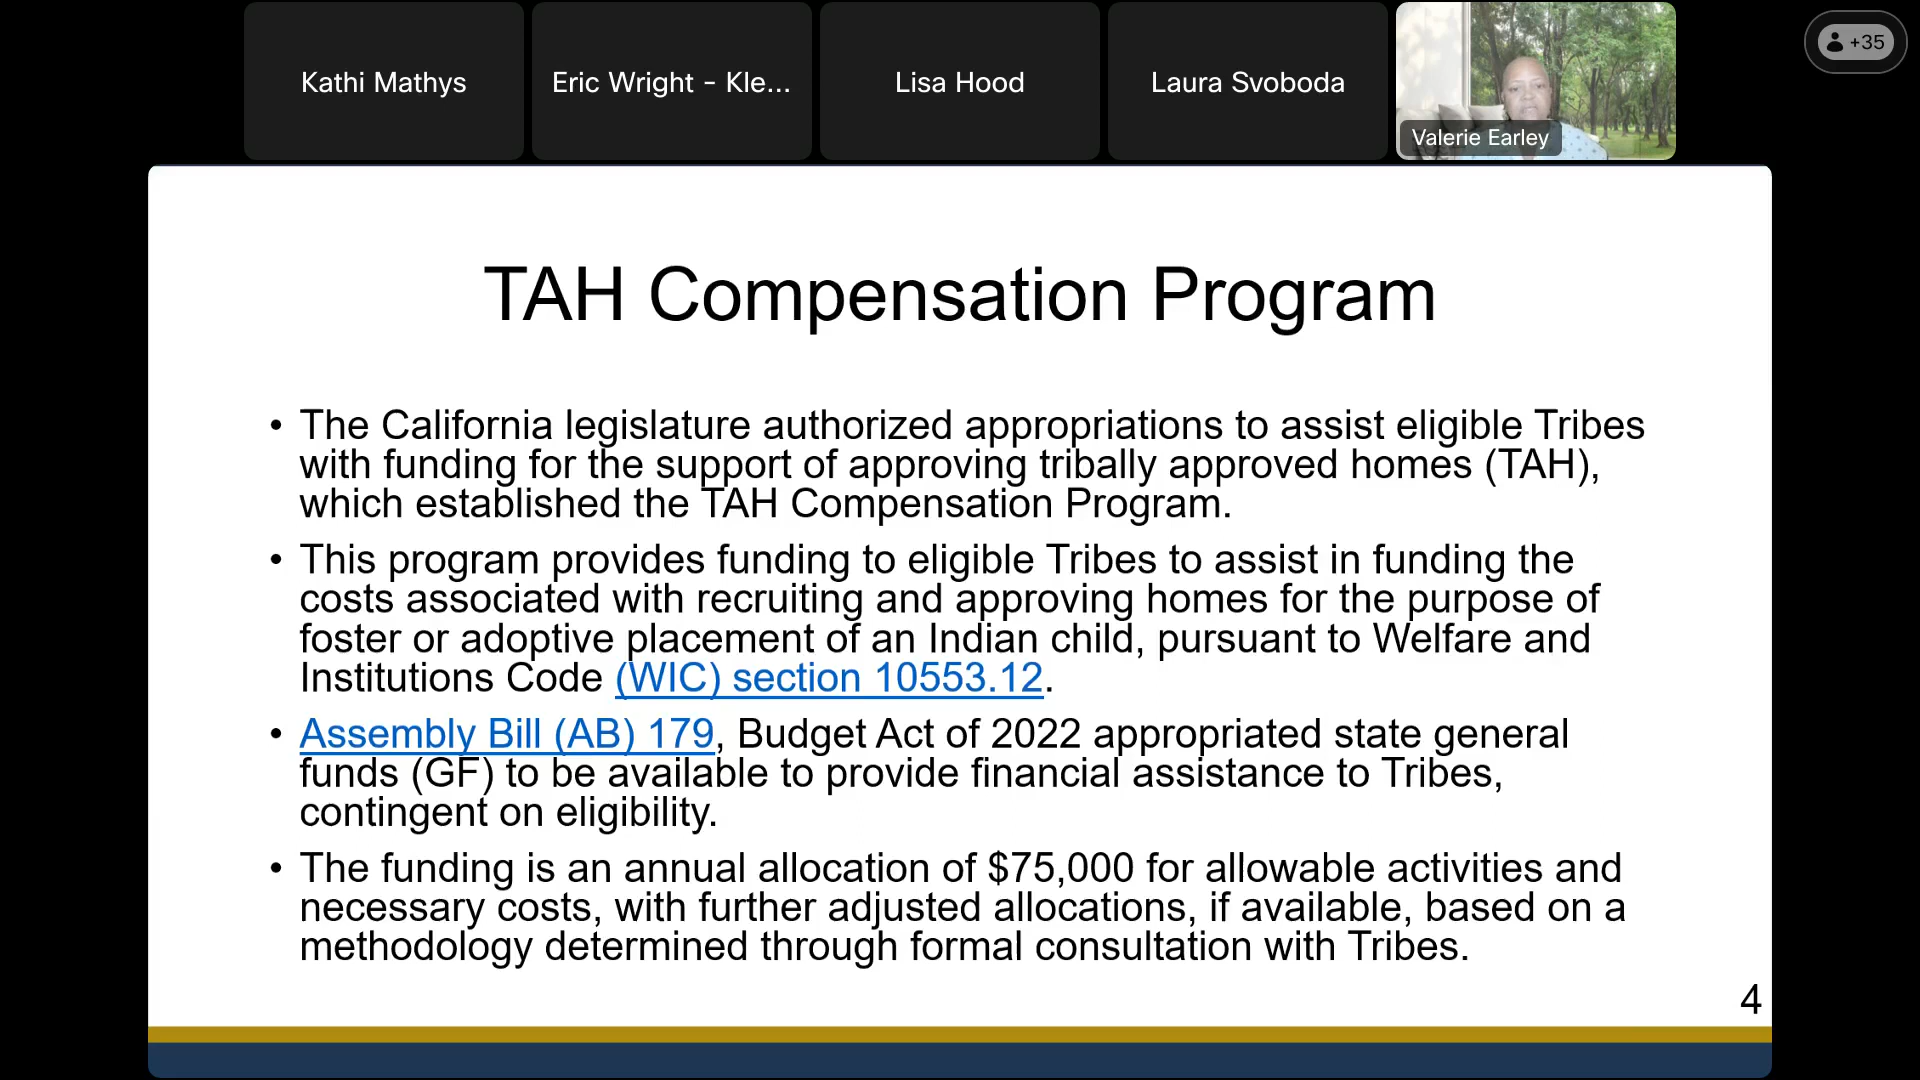 Kathi Mathys
Eric Wright - Kle...
Lisa Hood
Laura Svoboda
Valerie Earley
+35
TAH Compensation Program
• The California legislature authorized appropriations to assist eligible Tribes
with funding for the support of approving tribally approved homes (TAH),
which established the TAH Compensation Program.
• This program provides funding to eligible Tribes to assist in funding the
costs associated with recruiting and approving homes for the purpose of
foster or adoptive placement of an Indian child, pursuant to Welfare and
Institutions Code (WIC) section 10553.12.
• Assembly Bill (AB) 179, Budget Act of 2022 appropriated state general
funds (GF) to be available to provide financial assistance to Tribes,
contingent on eligibility.
• The funding is an annual allocation of $75,000 for allowable activities and
necessary costs, with further adjusted allocations, if available, based on a
methodology determined through formal consultation with Tribes.
4